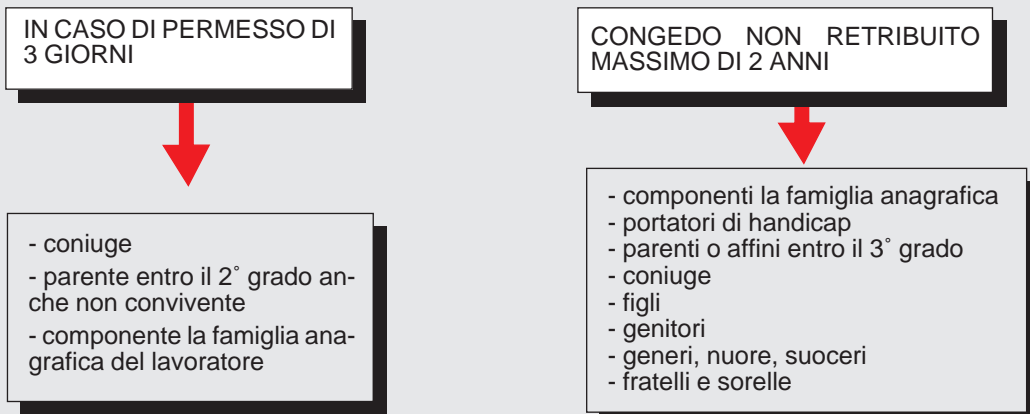 IN CASO DI PERMESSO DI
3 GIORNI
- coniuge
- parente entro il 2˚ grado an-
che non convivente
- componente la famiglia ana-
grafica del lavoratore
CONGEDO NON RETRIBUITO
MASSIMO DI 2 ANNI
- componenti la famiglia anagrafica
- portatori di handicap
- parenti o affini entro il 3˚ grado
- coniuge
- figli
- genitori
- generi, nuore, suoceri
- fratelli e sorelle